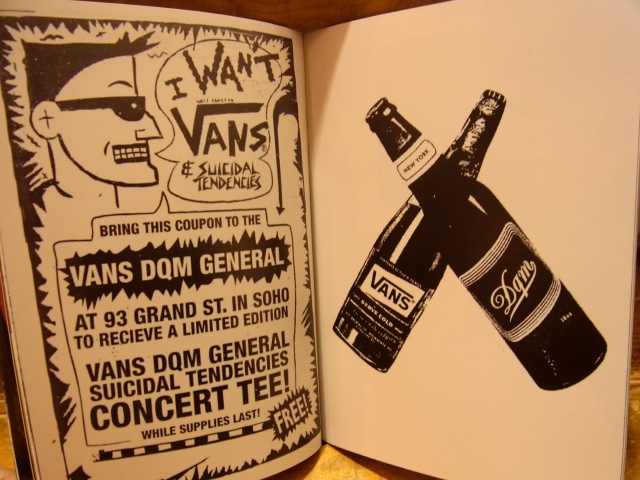 I WANT
VANS
& SUICIDAL
TENDENCIES
BRING THIS COUPON TO THE
VANS DQM GENERAL
AT 93 GRAND ST. IN SOHO
TO RECIEVE A LIMITED EDITION
VANS DQM GENERAL
SUICIDAL TENDENCIES
CONCERT TEE!
WHILE SUPPLIES LAST!
FREE!
NEW YORK
VANS
SERVE COLD
Dqm